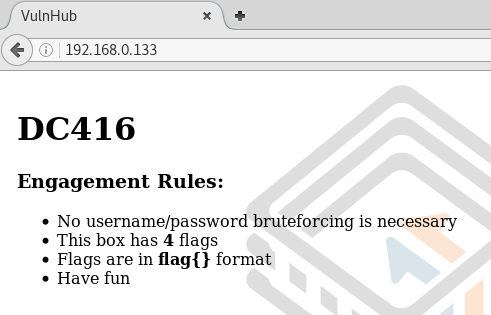 VulnHub
192.168.0.133
DC416
Engagement Rules:
No username/password bruteforcing is necessary
This box has 4 flags
Flags are in flag{} format
Have fun